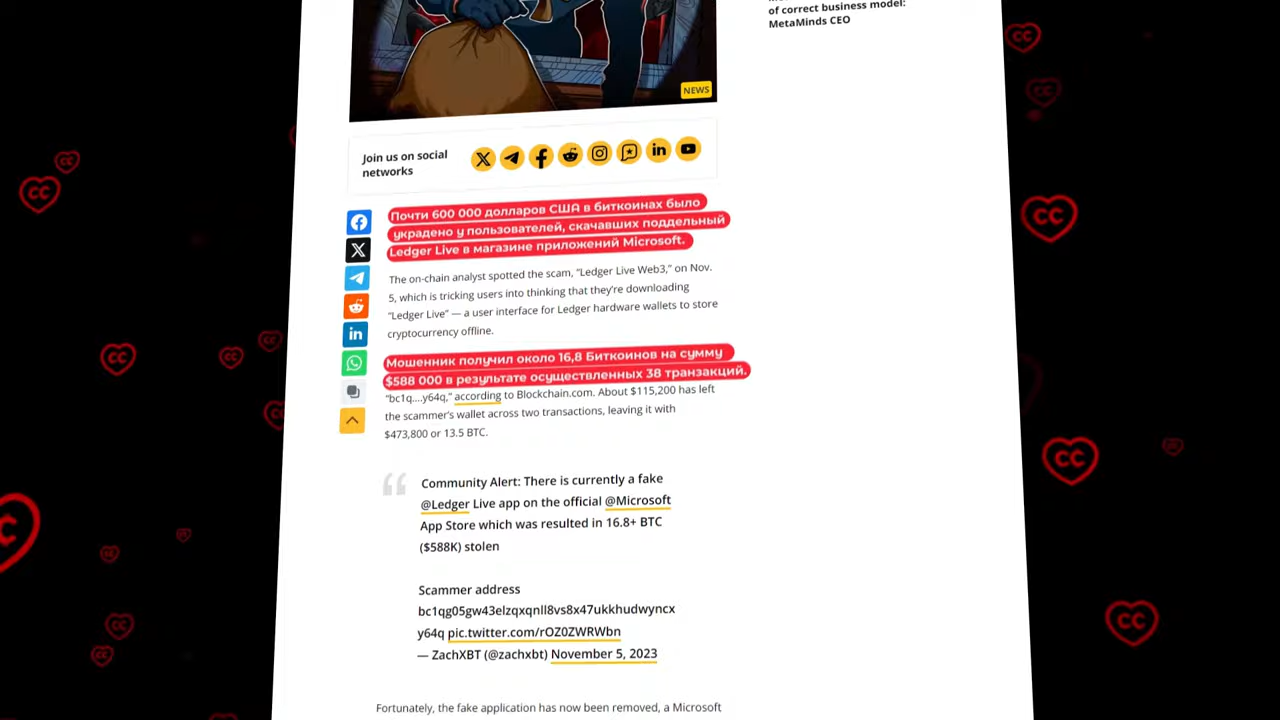 of correct business model:
MetaMinds CEO
NEWS
Join us on social
networks
Почти 600 000 долларов США в биткоинах было
украдено у пользователей, скачавших поддельный
Ledger Live в магазине приложений Microsoft.
The on-chain analyst spotted the scam, “Ledger Live Web3,” on Nov.
5, which is tricking users into thinking that they’re downloading
“Ledger Live” — a user interface for Ledger hardware wallets to store
cryptocurrency offline.
Мошенник получил около 16,8 Биткоинов на сумму
$588 000 в результате осуществленных 38 транзакций.
“bc1q....y64q,” according to Blockchain.com. About $115,200 has left
the scammer’s wallet across two transactions, leaving it with
$473,800 or 13.5 BTC.
Community Alert: There is currently a fake
@Ledger Live app on the official @Microsoft
App Store which was resulted in 16.8+ BTC
($588K) stolen
Scammer address
bc1qg05gw43elzqxqnll8vs8x47ukkhudwyncx
y64q pic.twitter.com/rOZ0ZWRWbn
— ZachXBT (@zachxbt) November 5, 2023
Fortunately, the fake application has now been removed, a Microsoft